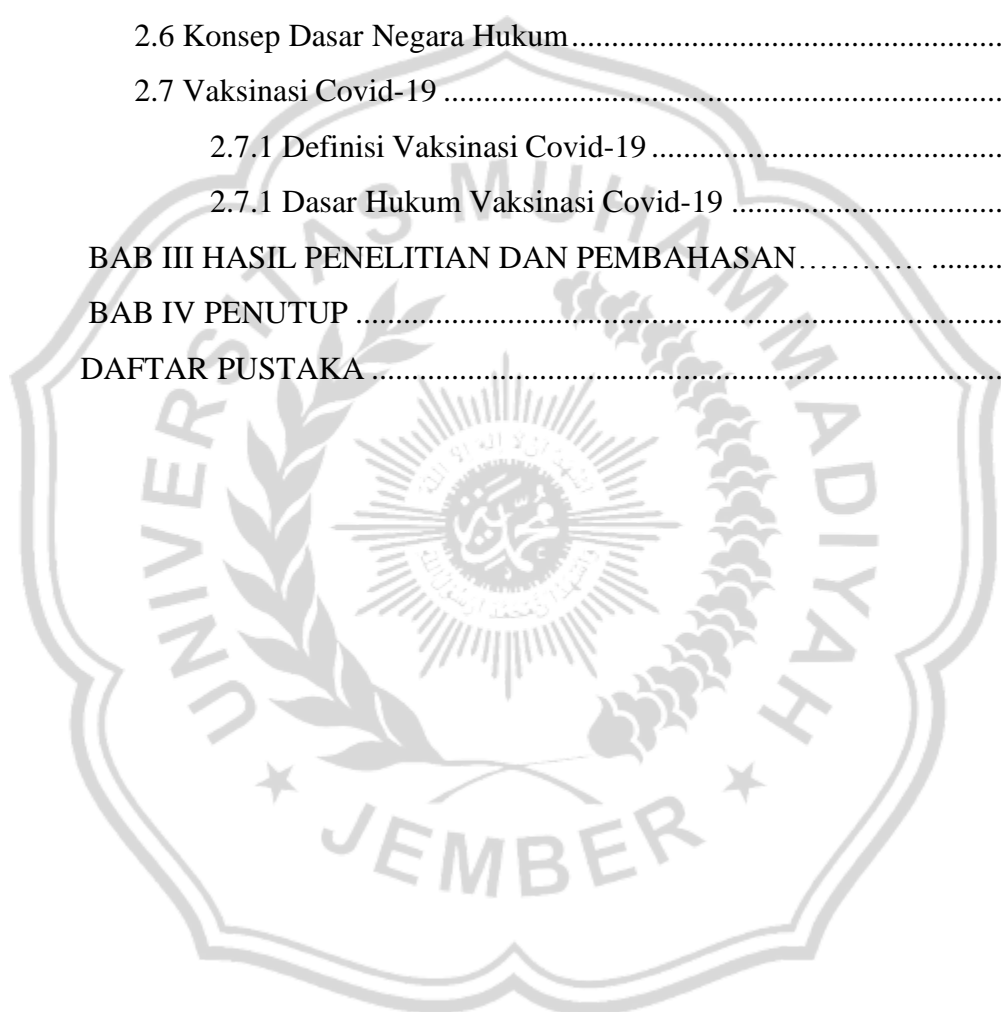 2.6 Konsep Dasar Negara Hukum.......................................................
2.7 Vaksinasi Covid-19 .......................................................................
2.7.1 Definisi Vaksinasi Covid-19 .............................................
2.7.1 Dasar Hukum Vaksinasi Covid-19 ...................................
BAB III HASIL PENELITIAN DAN PEMBAHASAN………… .........
BAB IV PENUTUP ..................................................................................
DAFTAR PUSTAKA ................................................................................
UNIVERSITAS MUHAMMADIYAH
JEMBER